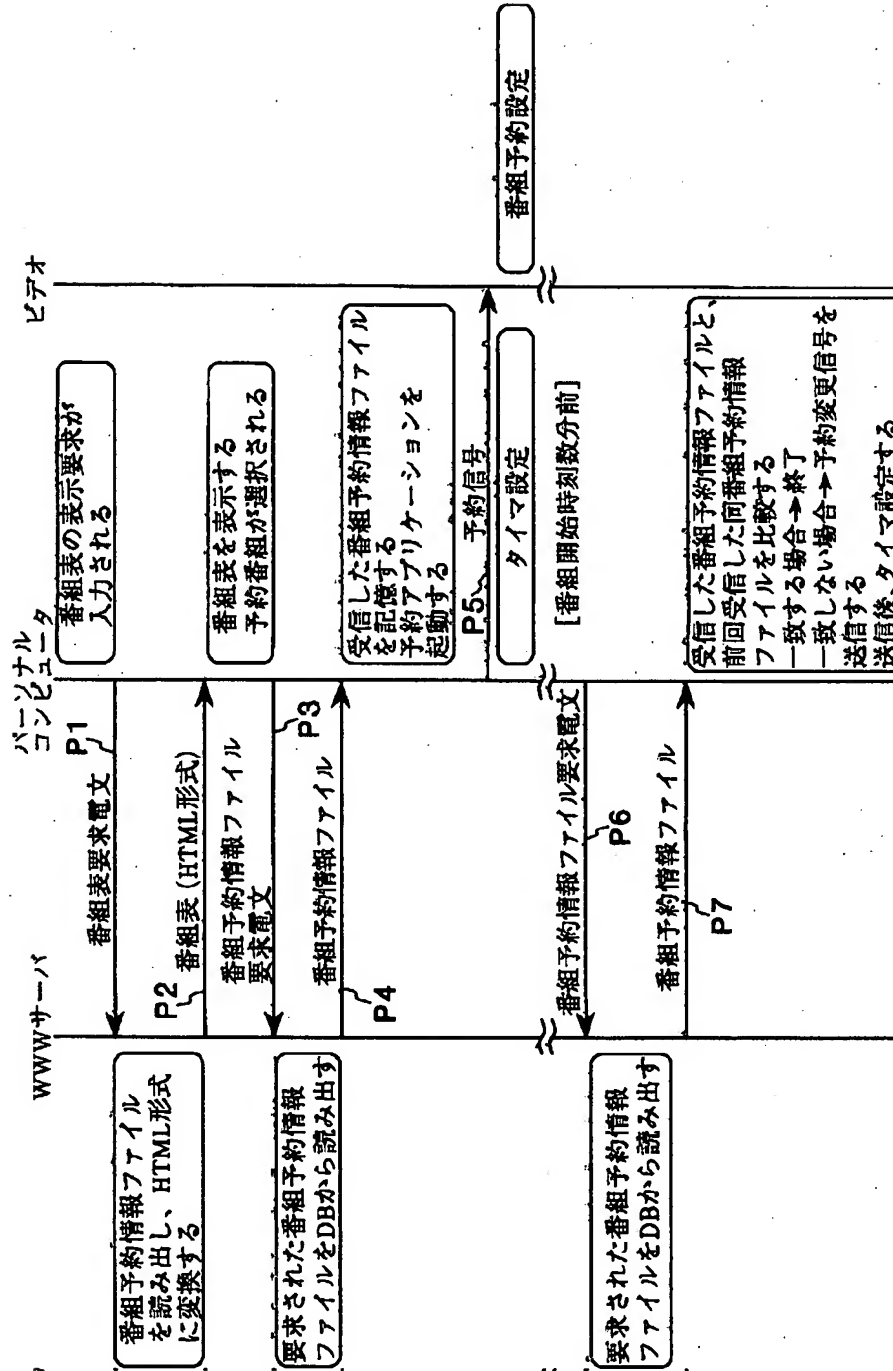 WWWサーバ
パーソナル
コンピュータ
ビデオ
番組表の表示要求が
入力される
P1
番組表要求電文
番組予約情報ファイル
を読み出し、HTML形式
に変換する
P2
番組表(HTML形式)
番組表を表示する
予約番組が選択される
番組予約情報ファイル
要求電文
P3
要求された番組予約情報
ファイルをDBから読み出す
番組予約情報ファイル
P4
受信した番組予約情報ファイル
を記憶する
予約アプリケーションを
起動する
P5
予約信号
タイマ設定
番組予約設定
[番組開始時刻数分前]
番組予約情報ファイル要求電文
P6
要求された番組予約情報
ファイルをDBから読み出す
番組予約情報ファイル
P7
受信した番組予約情報ファイルと、
前回受信した同番組予約情報
ファイルを比較する
一致する場合→終了
一致しない場合→予約変更信号を
送信する
送信後、タイマ設定する